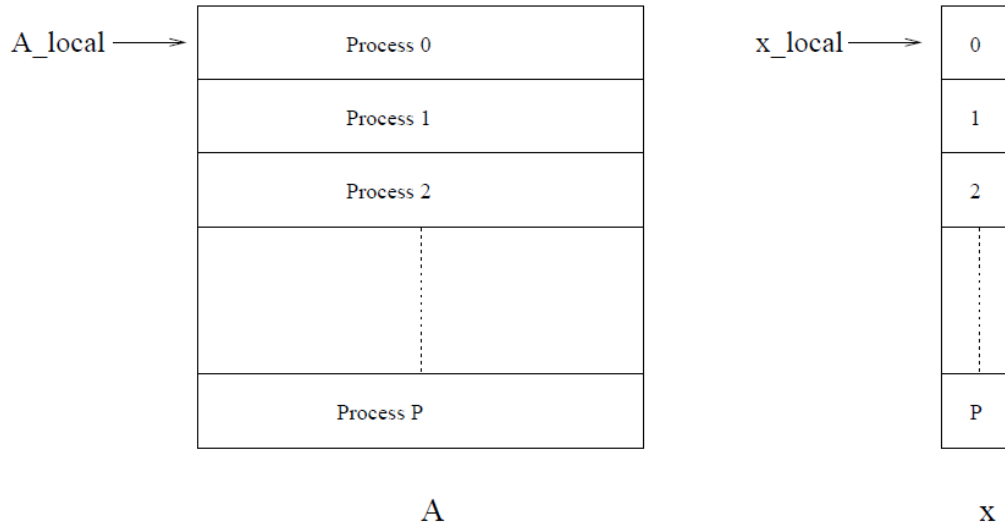 A_local
Process 0
x_local
0
Process 1
1
Process 2
2
Process P
P
A
x